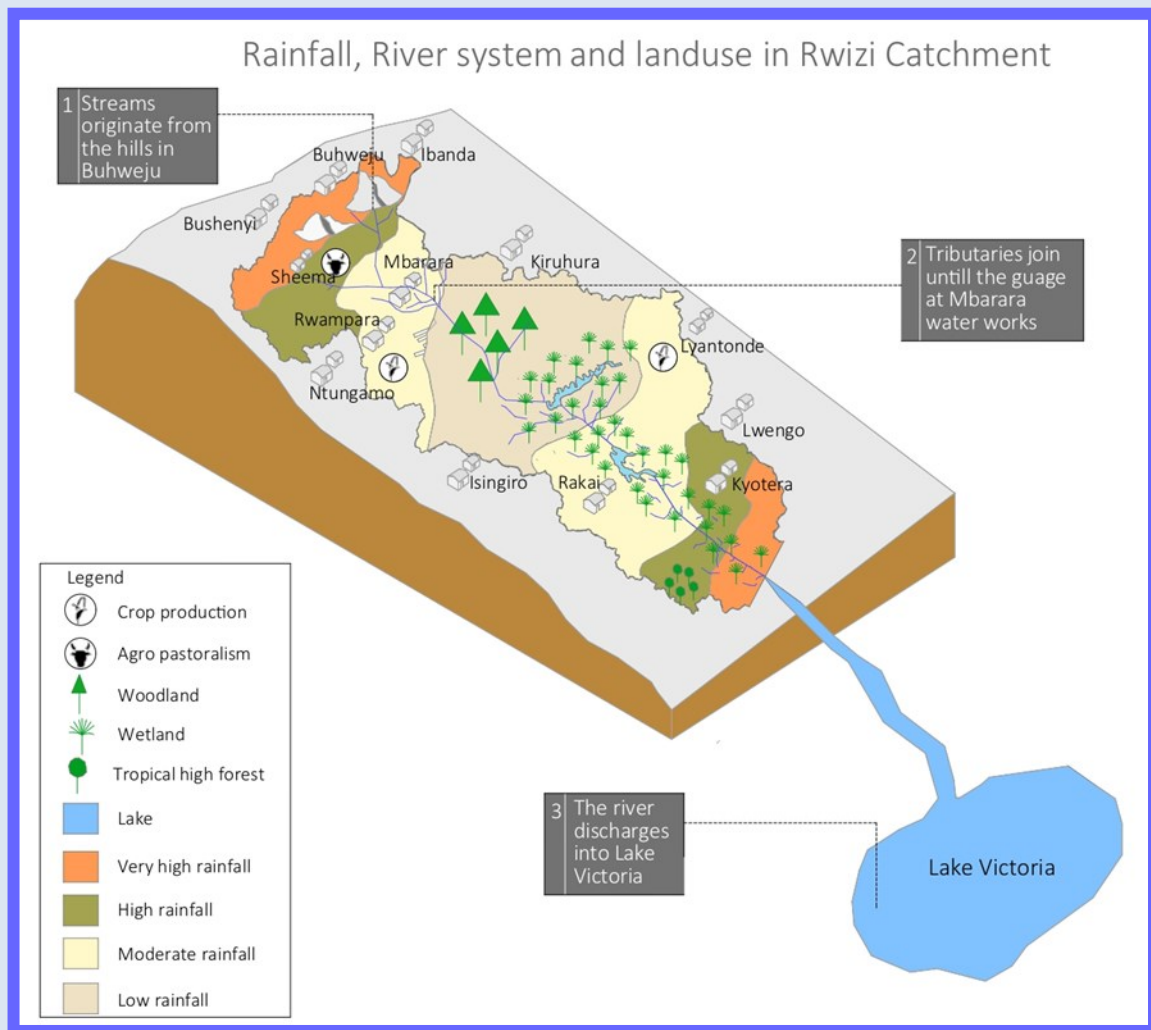 Rainfall, River system and landuse in Rwizi Catchment
1 Streams
originate from
the hills in
Buhweju
Buhweju
Ibanda
Bushenyi
Sheema
Mbarara
Kiruhura
2 Tributaries join
untill the guage
at Mbarara
water works
Rwampara
Ntungamo
Lyantonde
Lwengo
Isingiro
Rakai
Kyotera
Legend
Crop production
Agro pastoralism
Woodland
Wetland
Tropical high forest
Lake
Very high rainfall
High rainfall
Moderate rainfall
Low rainfall
3 The river
discharges
into Lake
Victoria
Lake Victoria